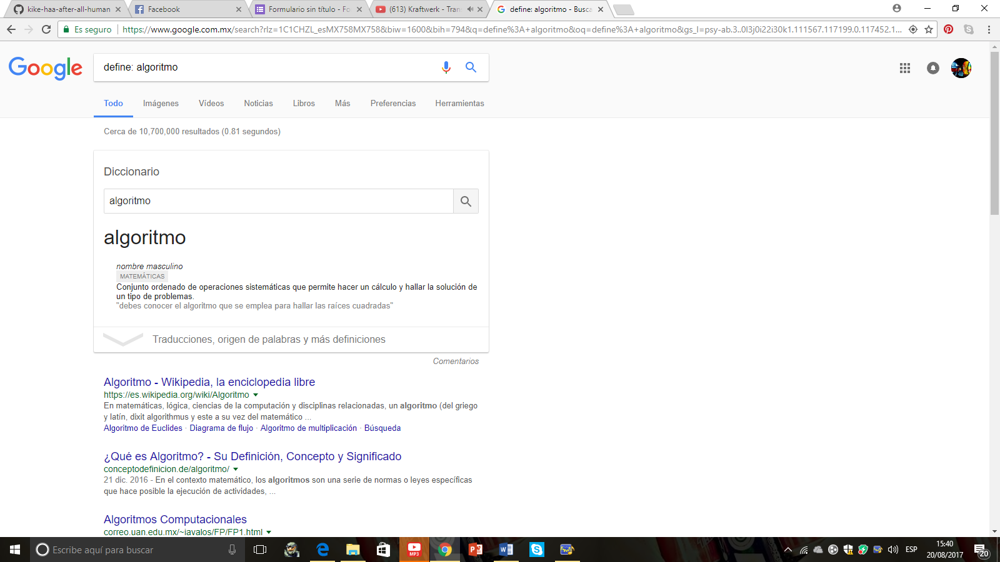 kike-haa-after-all-human
Facebook
Formulario sin título - Fo
(613) Kraftwerk - Trans
define: algoritmo - Busca
Es seguro
https://www.google.com.mx/search?rlz=1C1CHZL_esMX758MX758&biw=1600&bih=794&q=define%3A+algoritmo&oq=define%3A+algoritmo&gs_l=psy-ab.3..0l3j0i22i30k1.111567.117199.0.117452.1...
Google
define: algoritmo
Todo Imágenes Vídeos Noticias Libros Más Preferencias Herramientas
Cerca de 10,700,000 resultados (0.81 segundos)
Diccionario
algoritmo
algoritmo
nombre masculino
MATEMÁTICAS
Conjunto ordenado de operaciones sistemáticas que permite hacer un cálculo y hallar la solución de
un tipo de problemas.
"debes conocer el algoritmo que se emplea para hallar las raíces cuadradas"
Traducciones, origen de palabras y más definiciones
Comentarios
Algoritmo - Wikipedia, la enciclopedia libre
https://es.wikipedia.org/wiki/Algoritmo
En matemáticas, lógica, ciencias de la computación y disciplinas relacionadas, un algoritmo (del griego
y latín, dixit algorithmus y este a su vez del matemático ...
Algoritmo de Euclides · Diagrama de flujo · Algoritmo de multiplicación · Búsqueda
¿Qué es Algoritmo? - Su Definición, Concepto y Significado
conceptodefinicion.de/algoritmo/
21 dic. 2016 - En el contexto matemático, los algoritmos son una serie de normas o leyes específicas
que hace posible la ejecución de actividades, ...
Algoritmos Computacionales
correo.uan.edu.mx/~iavalos/FP/FP1.html
Escribe aquí para buscar
MP3
ESP
15:40
20/08/2017
20